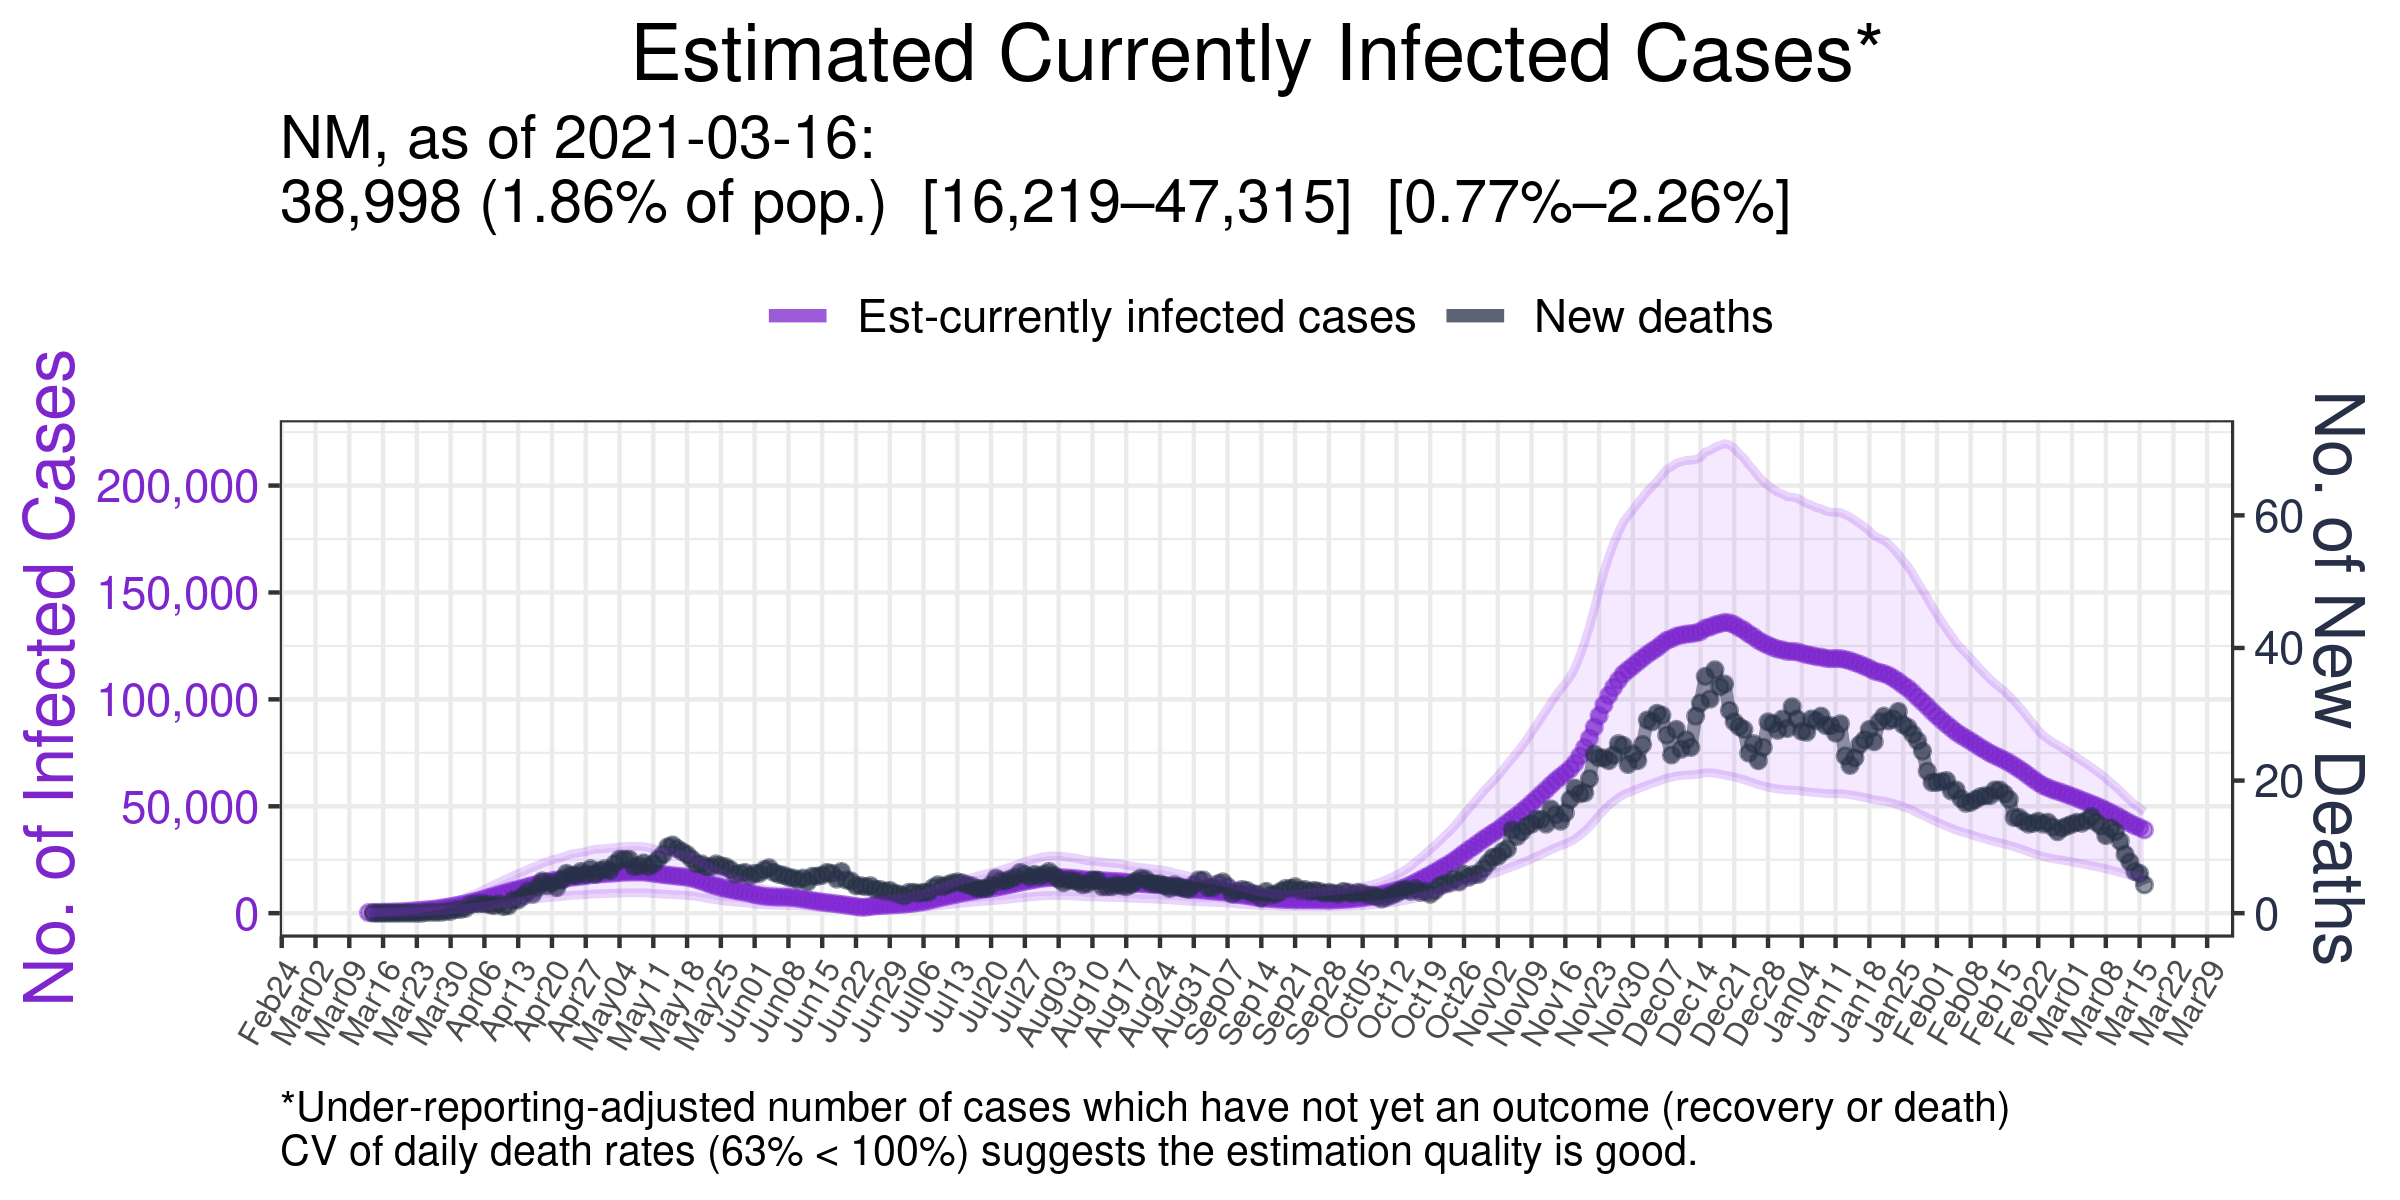 Estimated Currently Infected Cases*
NM, as of 2021-03-16:
38,998 (1.86% of pop.) [16,219–47,315] [0.77%–2.26%]
Est-currently infected cases New deaths
No. of Infected Cases
200,000
150,000
100,000
50,000
0
60
40
20
0
No. of New Deaths
Feb24 Mar02 Mar09 Mar16 Mar23 Mar30 Apr06 Apr13 Apr20 Apr27 May04 May11 May18 May25 Jun01 Jun08 Jun15 Jun22 Jun29 Jul06 Jul13 Jul20 Jul27 Aug03 Aug10 Aug17 Aug24 Aug31 Sep07 Sep14 Sep21 Sep28 Oct05 Oct12 Oct19 Oct26 Nov02 Nov09 Nov16 Nov23 Nov30 Dec07 Dec14 Dec21 Dec28 Jan04 Jan11 Jan18 Jan25 Feb01 Feb08 Feb15 Feb22 Mar01 Mar08 Mar15 Mar22 Mar29
*Under-reporting-adjusted number of cases which have not yet an outcome (recovery or death)
CV of daily death rates (63% < 100%) suggests the estimation quality is good.